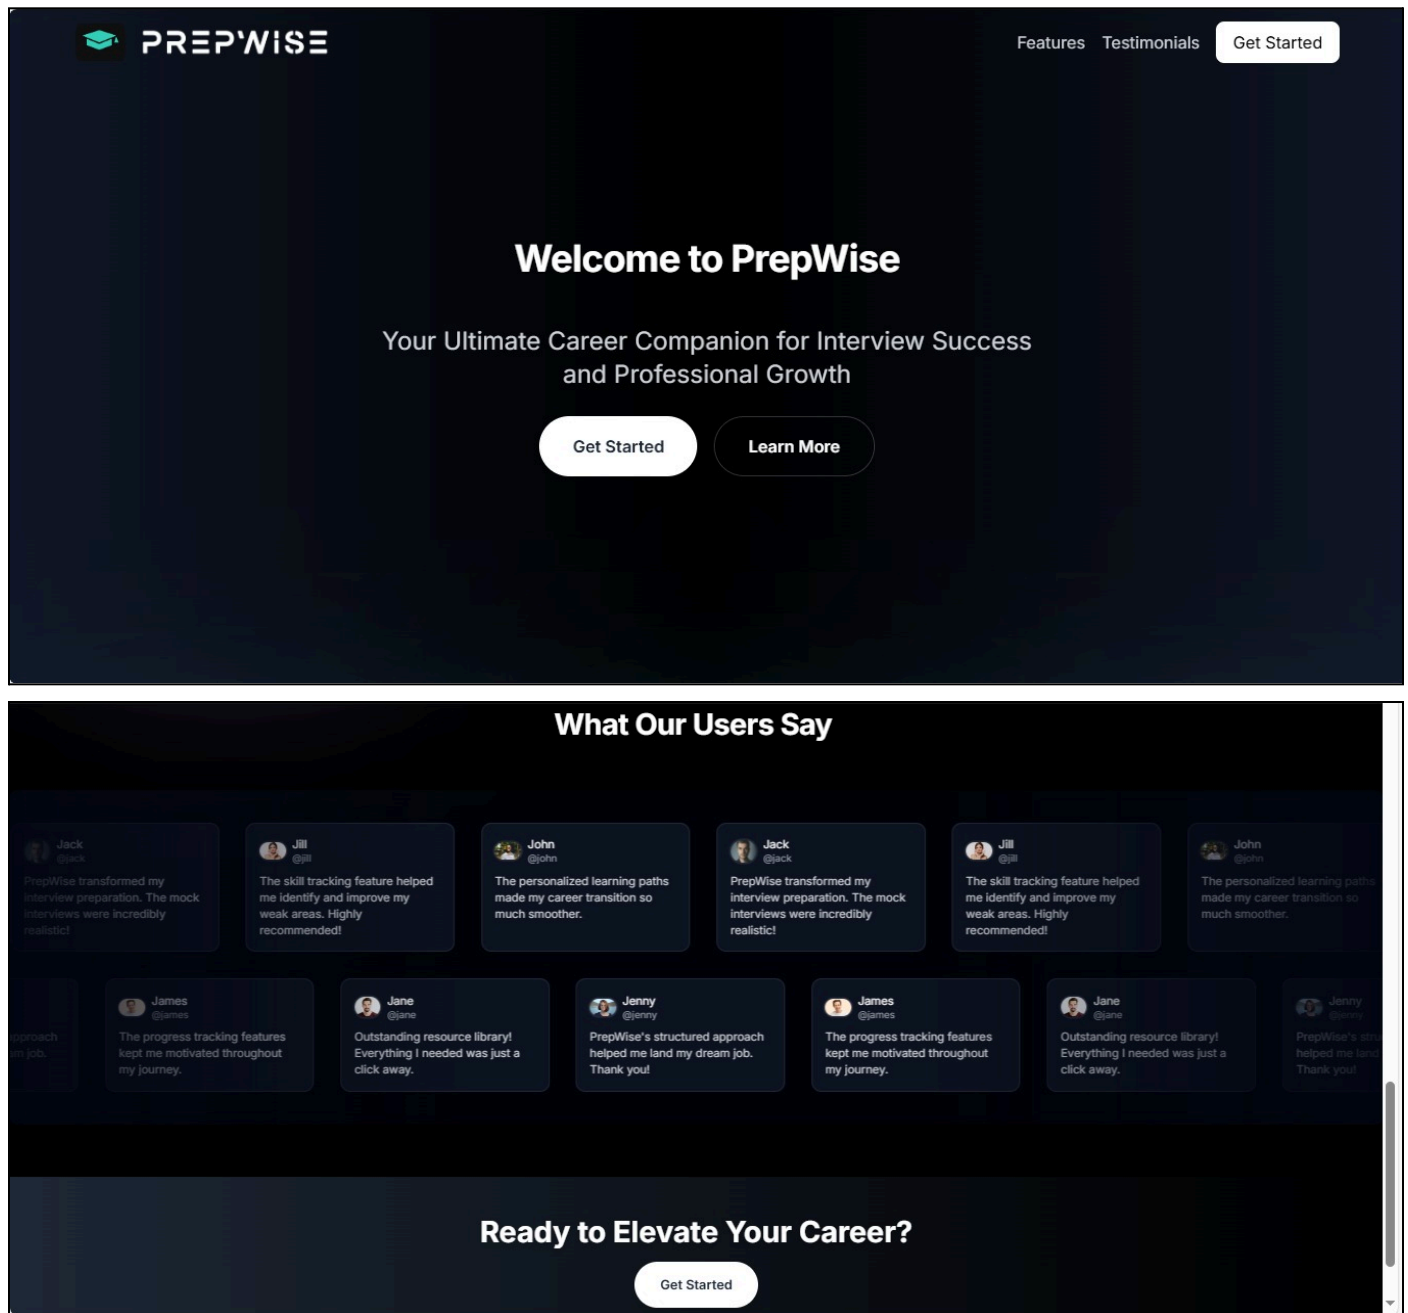 PREPWISE
Features Testimonials Get Started
Welcome to PrepWise
Your Ultimate Career Companion for Interview Success
and Professional Growth
Get Started Learn More
What Our Users Say
Jack
@jack
PrepWise transformed my
interview preparation. The mock
interviews were incredibly
realistic!
Jill
@jill
The skill tracking feature helped
me identify and improve my
weak areas. Highly
recommended!
John
@john
The personalized learning paths
made my career transition so
much smoother.
Jack
@jack
PrepWise transformed my
interview preparation. The mock
interviews were incredibly
realistic!
Jill
@jill
The skill tracking feature helped
me identify and improve my
weak areas. Highly
recommended!
John
@john
The personalized learning paths
made my career transition so
much smoother.
approach
job.
James
@james
The progress tracking features
kept me motivated throughout
my journey.
Jane
@jane
Outstanding resource library!
Everything I needed was just a
click away.
Jenny
@jenny
PrepWise's structured approach
helped me land my dream job.
Thank you!
James
@james
The progress tracking features
kept me motivated throughout
my journey.
Jane
@jane
Outstanding resource library!
Everything I needed was just a
click away.
Jenny
@jenny
PrepWise's
helped me land
Thank you!
Ready to Elevate Your Career?
Get Started